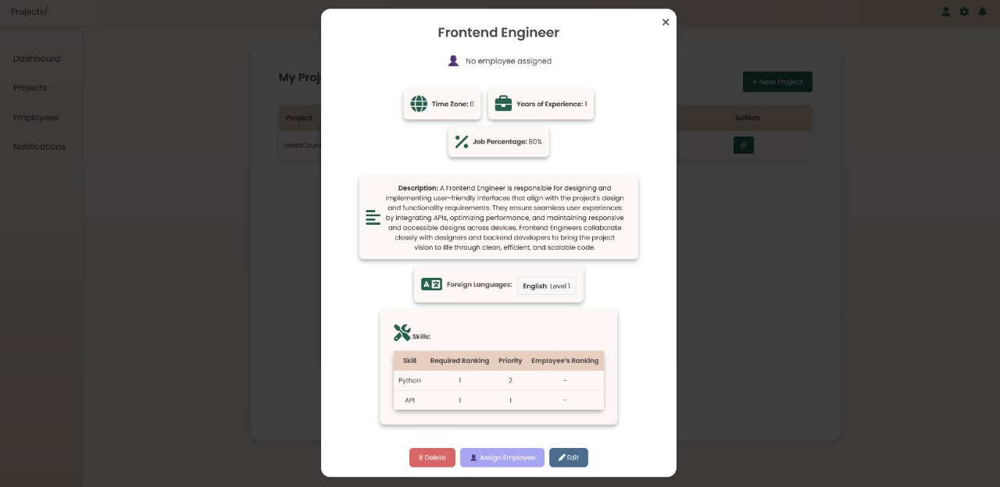 Projects/
Dashboard
Projects
Employees
Notifications
My Proj
+ New Project
Project
Action
HeadCount
Frontend Engineer
No employee assigned
Time Zone: 0
Years of Experience: 1
Job Percentage: 80%
Description: A Frontend Engineer is responsible for designing and
implementing user-friendly interfaces that align with the project's design
and functionality requirements. They ensure seamless user experiences
by integrating APIs, optimizing performance, and maintaining responsive
and accessible designs across devices. Frontend Engineers collaborate
closely with designers and backend developers to bring the project
vision to life through clean, efficient, and scalable code.
Foreign Languages:
English: Level 1
Skills:
Skill Required Ranking Priority Employee's Ranking
Python 1 2 -
API 1 1 -
Delete
Assign Employee
Edit